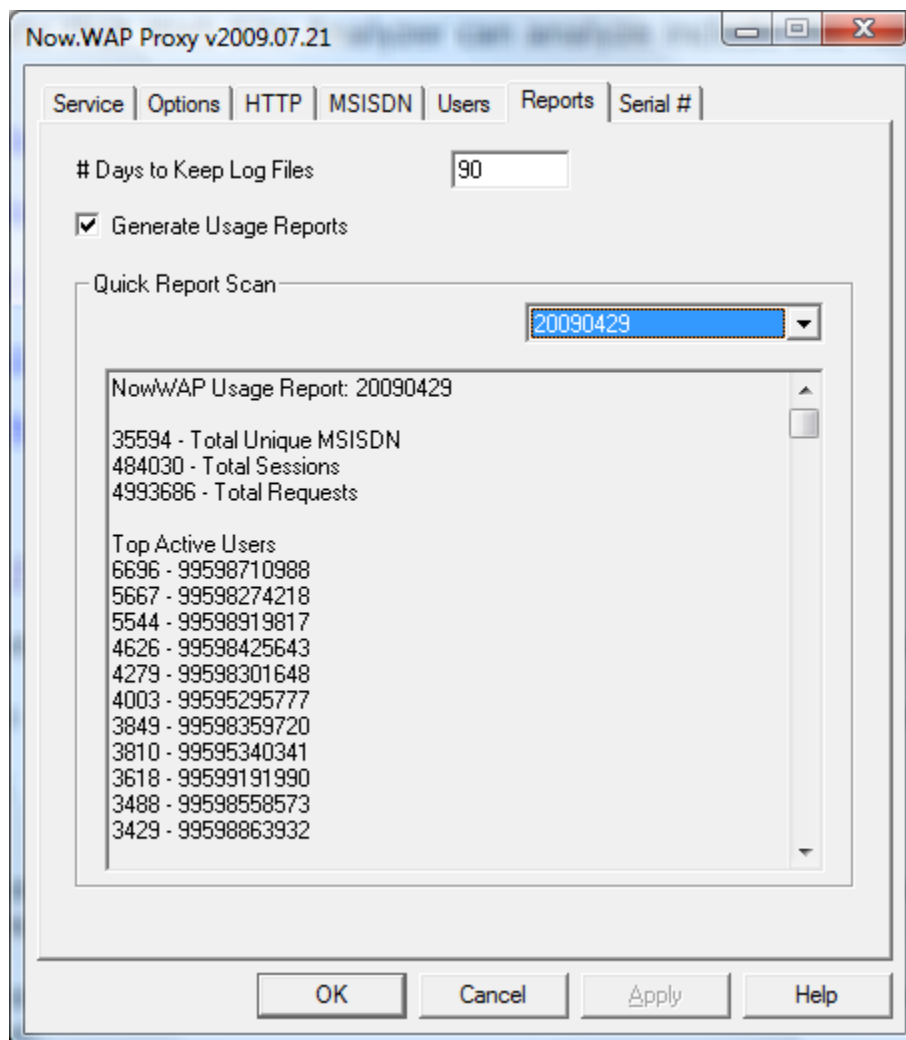 Now.WAP Proxy v2009.07.21
Service Options HTTP MSISDN Users Reports Serial #
# Days to Keep Log Files 90
Generate Usage Reports
Quick Report Scan
20090429
NowWAP Usage Report: 20090429
35594 - Total Unique MSISDN
484030 - Total Sessions
4993686 - Total Requests
Top Active Users
6696 - 99598710988
5667 - 99598274218
5544 - 99598919817
4626 - 99598425643
4279 - 99598301648
4003 - 99595295777
3849 - 99598359720
3810 - 99595340341
3618 - 99599191990
3488 - 99598558573
3429 - 99598863932
OK Cancel Apply Help